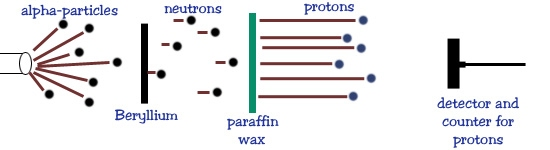 alpha-particles
neutrons
protons
Beryllium
paraffin
wax
detector and
counter for
protons